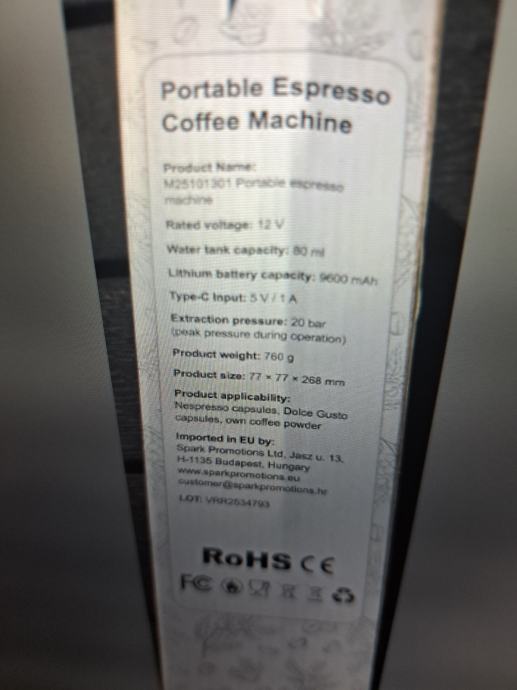 Portable Espresso
Coffee Machine
Product Name:
M25101301 Portable espresso
machine
Rated voltage: 12 V
Water tank capacity: 80 ml
Lithium battery capacity: 9600 mAh
Type-C Input: 5 V / 1 A
Extraction pressure: 20 bar
(peak pressure during operation)
Product weight: 760 g
Product size: 77 × 77 × 268 mm
Product applicability:
Nespresso capsules, Dolce Gusto
capsules, own coffee powder
Imported in EU by:
Spark Promotions Ltd, Jasz u. 13,
H-1135 Budapest, Hungary
www.sparkpromotions.eu
customer@sparkpromotions.hr
LOT: VRR2534793
RoHS CE
FC